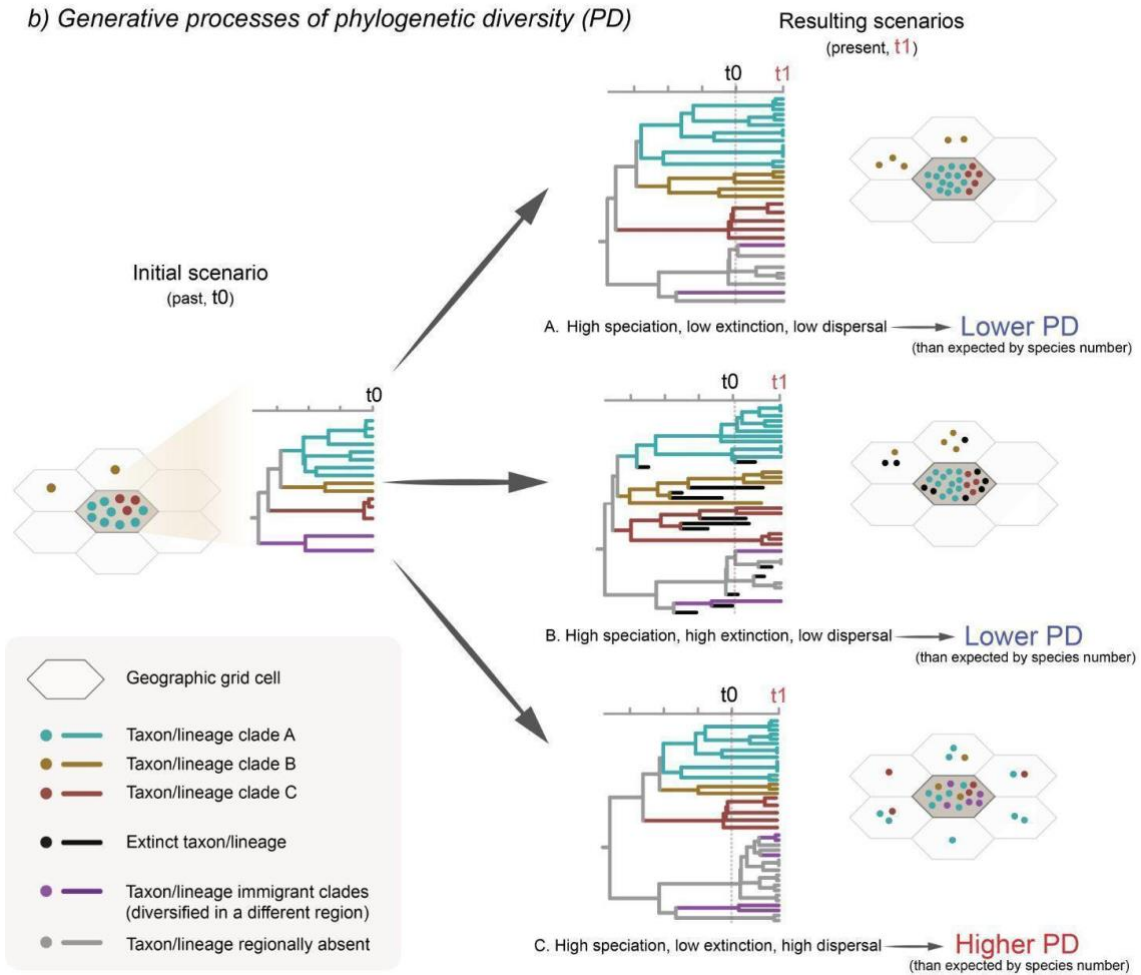 b) Generative processes of phylogenetic diversity (PD)
Resulting scenarios
(present, t1)
t0
t1
Initial scenario
(past, t0)
A. High speciation, low extinction, low dispersal
Lower PD
(than expected by species number)
t0
t0
t1
B. High speciation, high extinction, low dispersal
Lower PD
(than expected by species number)
Geographic grid cell
Taxon/lineage clade A
Taxon/lineage clade B
Taxon/lineage clade C
Extinct taxon/lineage
Taxon/lineage immigrant clades
(diversified in a different region)
Taxon/lineage regionally absent
t0
t1
C. High speciation, low extinction, high dispersal
Higher PD
(than expected by species number)